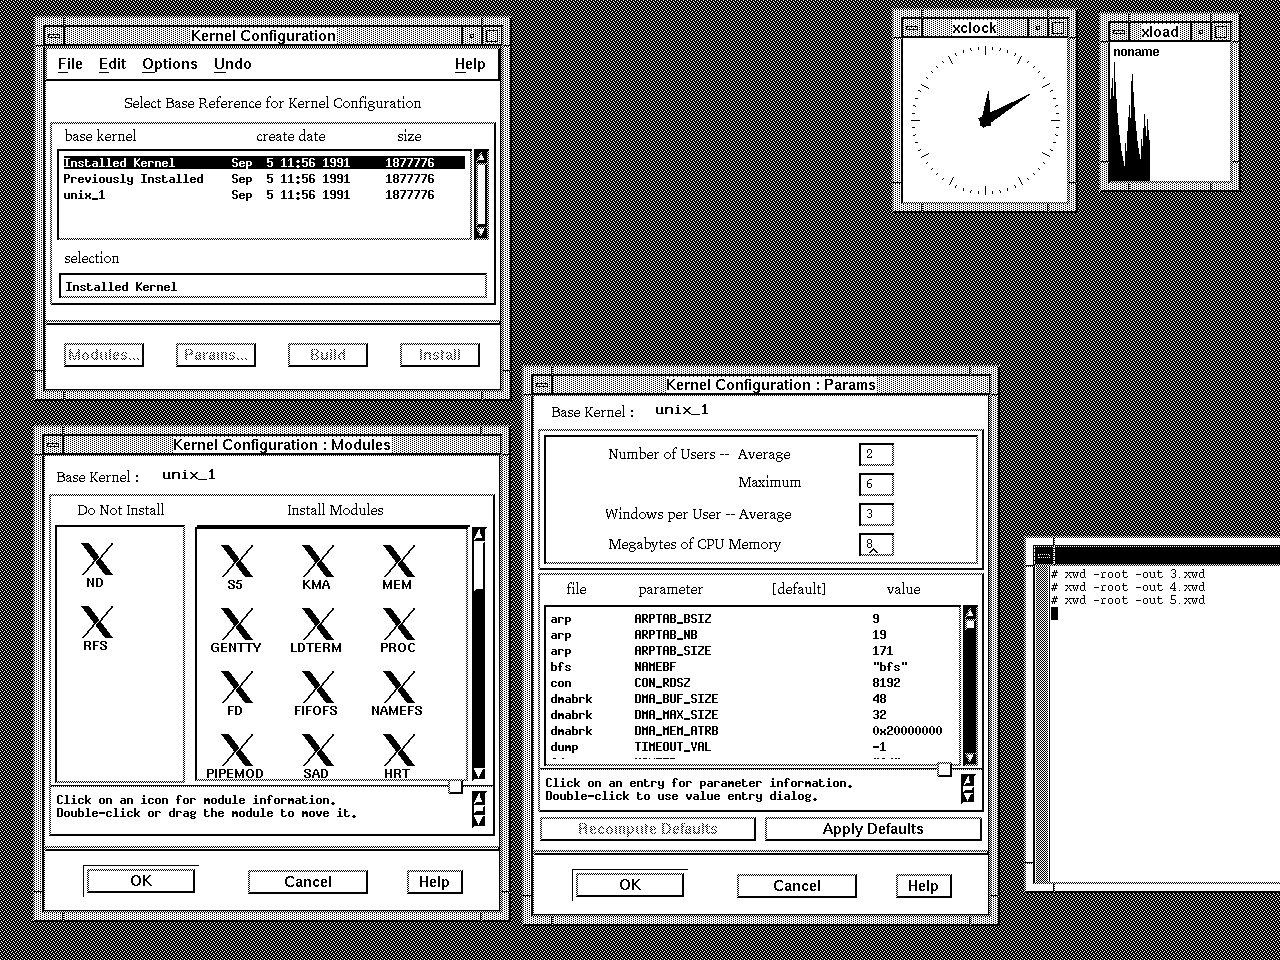 Kernel Configuration
File Edit Options Undo Help
Select Base Reference for Kernel Configuration
base kernel create date size
Installed Kernel Sep 5 11:56 1991 1877776
Previously Installed Sep 5 11:56 1991 1877776
unix_1 Sep 5 11:56 1991 1877776
selection
Installed Kernel
Modules... Params... Build Install
xclock
xload
noname
Kernel Configuration : Modules
Base Kernel : unix_1
Do Not Install Install Modules
ND
RFS
S5 KMA MEM
GENTTY LDTERM PROC
FD FIFOFS NAMEFS
PIPEMOD SAD HRT
Click on an icon for module information.
Double-click or drag the module to move it.
OK Cancel Help
Kernel Configuration : Params
Base Kernel : unix_1
Number of Users -- Average 2
Maximum 6
Windows per User -- Average 3
Megabytes of CPU Memory 8
file parameter [default] value
arp ARPTAB_BSIZ 9
arp ARPTAB_NB 19
arp ARPTAB_SIZE 171
bfs NAMEBF "bfs"
con CON_RDSZ 8192
dmabrk DMA_BUF_SIZE 48
dmabrk DMA_MAX_SIZE 32
dmabrk DMA_MEM_ATRB 0x20000000
dump TIMEOUT_VAL -1
Click on an entry for parameter information.
Double-click to use value entry dialog.
Recompute Defaults Apply Defaults
OK Cancel Help
# xwd -root -out 3.xwd
# xwd -root -out 4.xwd
# xwd -root -out 5.xwd